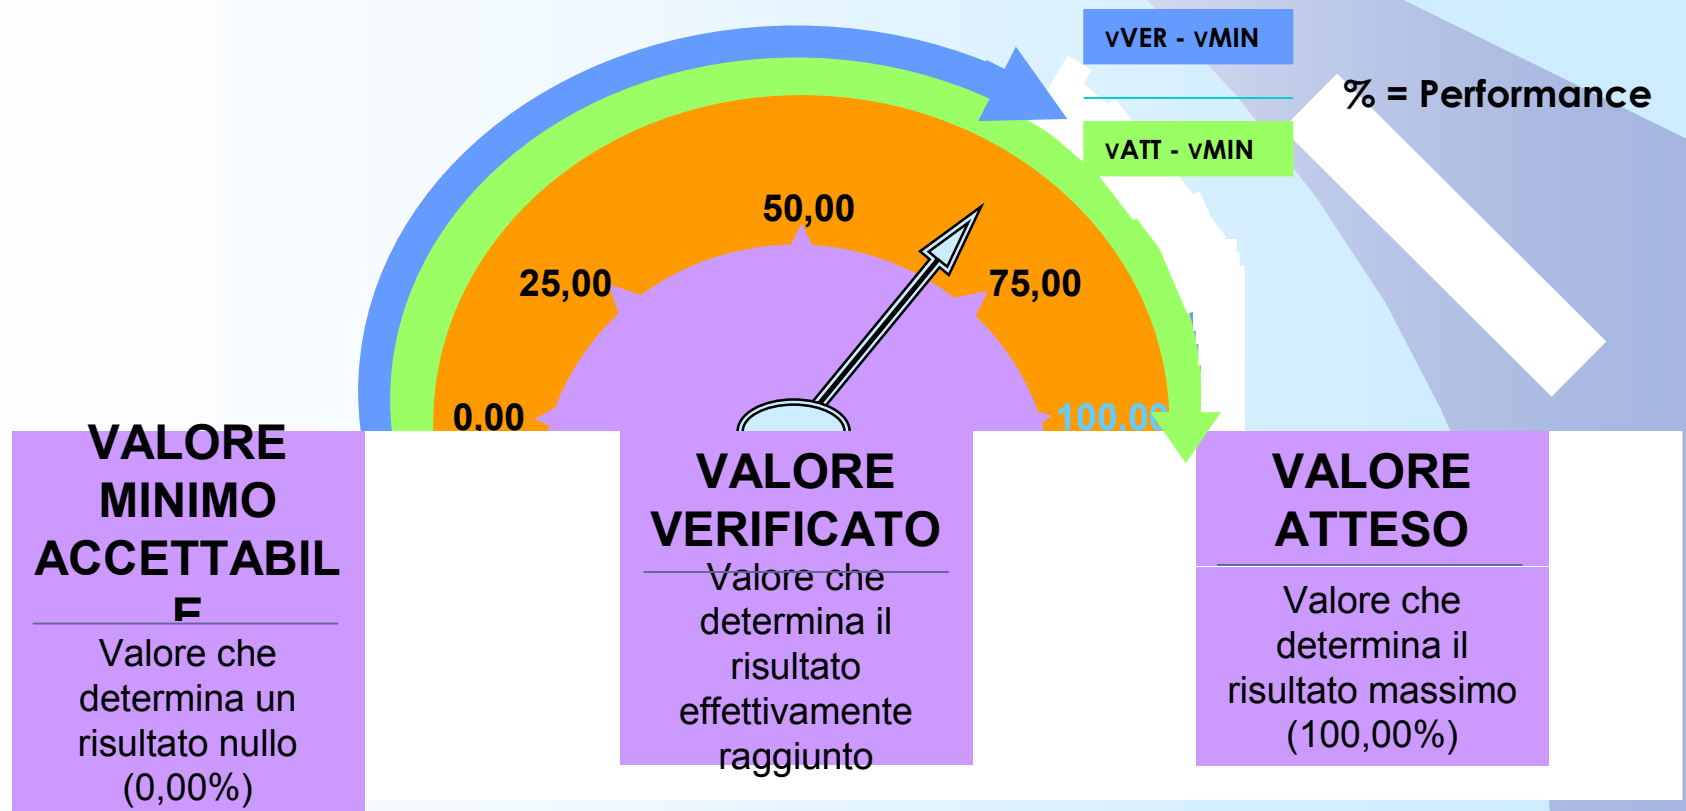 vVER - vMIN
% = Performance
vATT - vMIN
50,00
25,00
75,00
0,00
100,00
VALORE
MINIMO
ACCETTABIL
E
Valore che
determina un
risultato nullo
(0,00%)
VALORE
VERIFICATO
Valore che
determina il
risultato
effettivamente
raggiunto
VALORE
ATTESO
Valore che
determina il
risultato massimo
(100,00%)